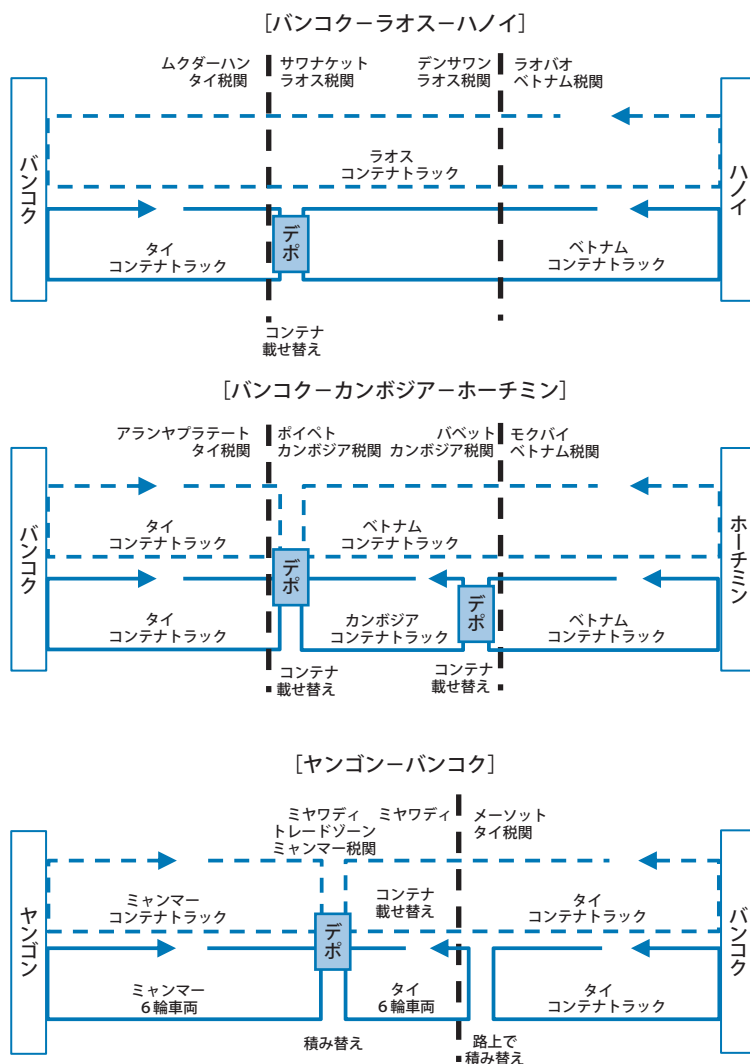 ［バンコク－ラオス－ハノイ］
ムクダーハン
タイ税関
サワナケット
ラオス税関
デンサワン
ラオス税関
ラオバオ
ベトナム税関
バンコク
ラオス
コンテナトラック
ハノイ
デポ
タイ
コンテナトラック
ベトナム
コンテナトラック
コンテナ
載せ替え
［バンコク－カンボジア－ホーチミン］
アランヤプラテート
タイ税関
ポイペト
カンボジア税関
バベット
カンボジア税関
モクバイ
ベトナム税関
バンコク
タイ
コンテナトラック
ベトナム
コンテナトラック
ホーチミン
デポ
デポ
タイ
コンテナトラック
カンボジア
コンテナトラック
ベトナム
コンテナトラック
コンテナ
載せ替え
コンテナ
載せ替え
［ヤンゴン－バンコク］
ミヤワディ
トレードゾーン
ミャンマー税関
ミヤワディ
メーソット
タイ税関
ヤンゴン
ミャンマー
コンテナトラック
コンテナ
載せ替え
タイ
コンテナトラック
バンコク
デポ
ミャンマー
６輪車両
タイ
６輪車両
タイ
コンテナトラック
積み替え
路上で
積み替え